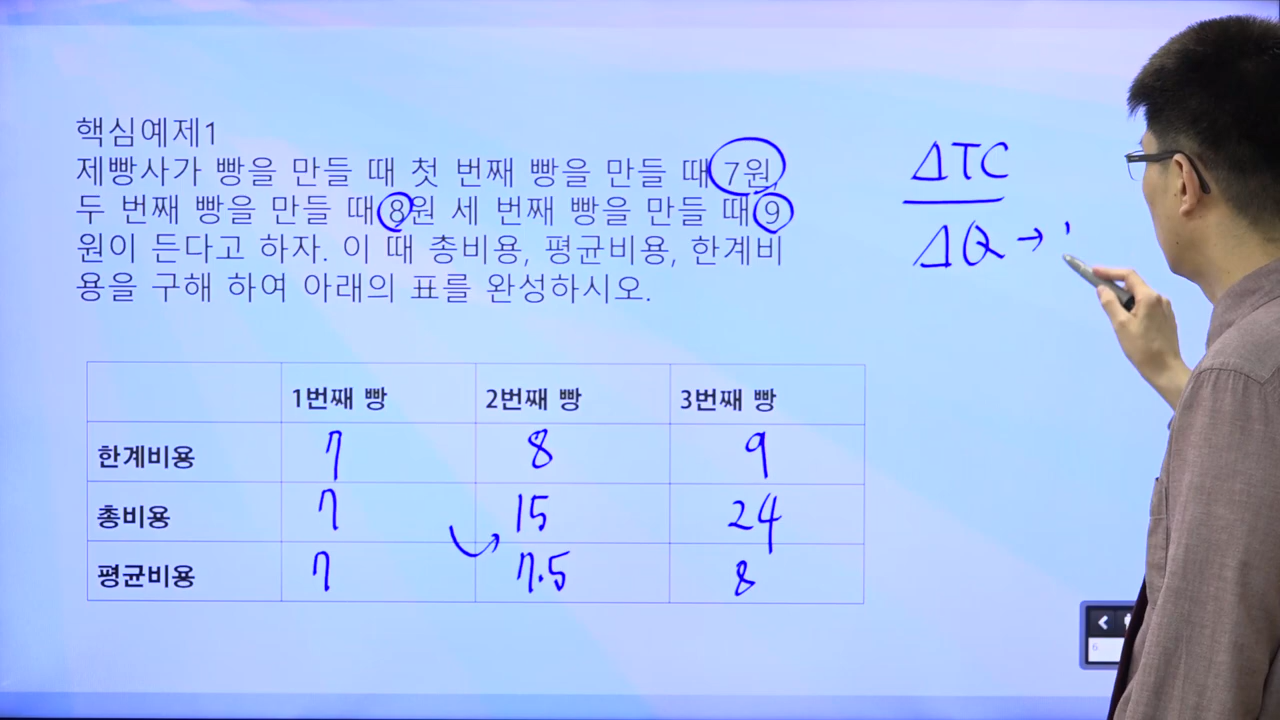 핵심예제1
제빵사가 빵을 만들 때 첫 번째 빵을 만들 때 7원,
두 번째 빵을 만들 때 8원 세 번째 빵을 만들 때 9
원이 든다고 하자. 이 때 총비용, 평균비용, 한계비
용을 구해 하여 아래의 표를 완성하시오.
ΔTC
ΔQ →
1번째 빵 2번째 빵 3번째 빵
한계비용 7 8 9
총비용 7 15 24
평균비용 7 7.5 8
6